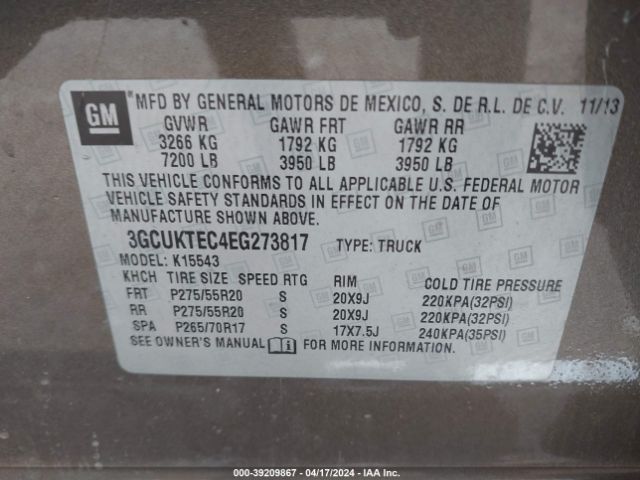 GM
MFD BY GENERAL MOTORS DE MEXICO, S. DE R.L. DE C.V. 11/13
GVWR GAWR FRT GAWR RR
3266 KG 1792 KG 1792 KG
7200 LB 3950 LB 3950 LB
THIS VEHICLE CONFORMS TO ALL APPLICABLE U.S. FEDERAL MOTOR
VEHICLE SAFETY STANDARDS IN EFFECT ON THE DATE OF
MANUFACTURE SHOWN ABOVE.
3GCUKTEC4EG273817 TYPE: TRUCK
MODEL: K15543
KHCH TIRE SIZE SPEED RTG RIM COLD TIRE PRESSURE
FRT P275/55R20 S 20X9J 220KPA(32PSI)
RR P275/55R20 S 20X9J 220KPA(32PSI)
SPA P265/70R17 S 17X7.5J 240KPA(35PSI)
SEE OWNER'S MANUAL FOR MORE INFORMATION.
000-39209867 - 04/17/2024 - IAA Inc.